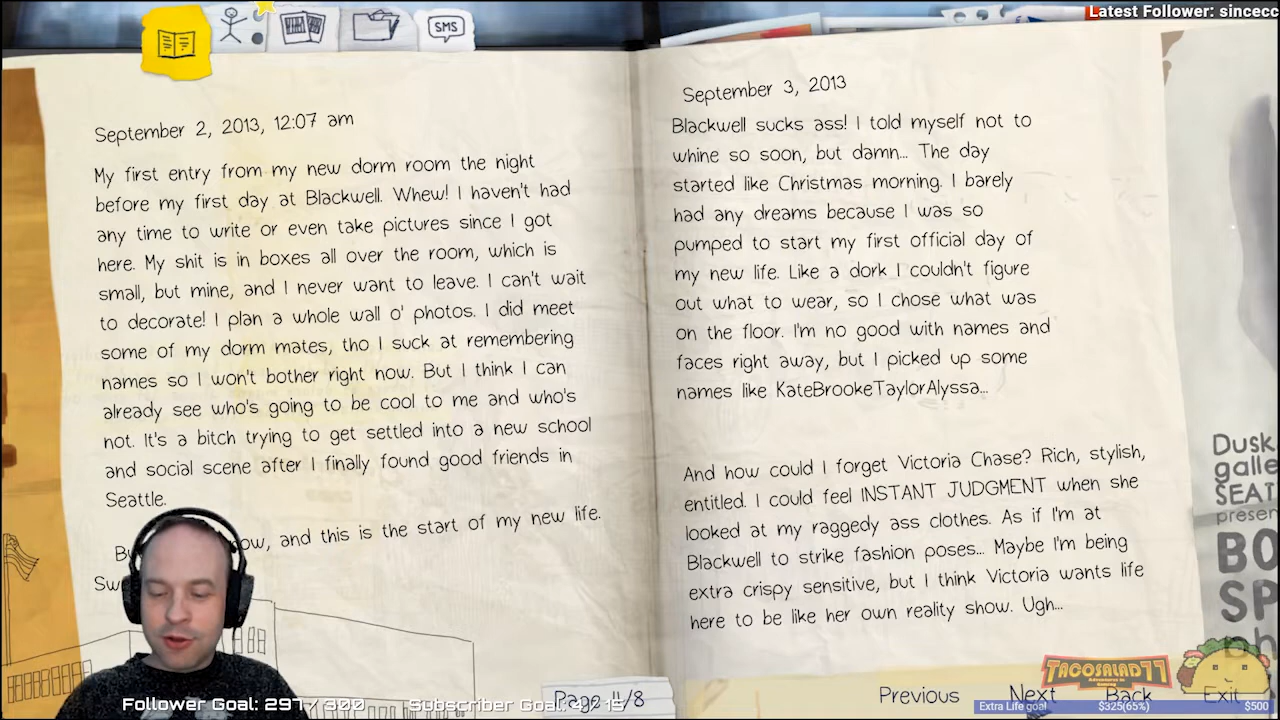 Latest Follower: sincecc
SMS
September 2, 2013, 12:07 am
My first entry from my new dorm room the night
before my first day at Blackwell. Whew! I haven't had
any time to write or even take pictures since I got
here. My shit is in boxes all over the room, which is
small, but mine, and I never want to leave. I can't wait
to decorate! I plan a whole wall o' photos. I did meet
some of my dorm mates, tho I suck at remembering
names so I won't bother right now. But I think I can
already see who's going to be cool to me and who's
not. It's a bitch trying to get settled into a new school
and social scene after I finally found good friends in
Seattle.
and this is the start of my new life.
September 3, 2013
Blackwell sucks ass! I told myself not to
whine so soon, but damn... The day
started like Christmas morning. I barely
had any dreams because I was so
pumped to start my first official day of
my new life. Like a dork I couldn't figure
out what to wear, so I chose what was
on the floor. I'm no good with names and
faces right away, but I picked up some
names like KateBrookeTaylorAlyssa...
And how could I forget Victoria Chase? Rich, stylish,
entitled. I could feel INSTANT JUDGMENT when she
looked at my raggedy ass clothes. As if I'm at
Blackwell to strike fashion poses... Maybe I'm being
extra crispy sensitive, but I think Victoria wants life
here to be like her own reality show. Ugh...
Dusk
galle
SEAT
presen
BO
SP
ph
TACOSALAD77
Adventures in Gaming
Previous Next Back Exit
Extra Life goal $325(65%) $500
Follower Goal: 297/300 Subscriber Goal:
Page /8